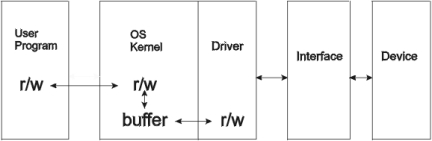 User
Program
OS
Kernel
Driver
Interface
Device
r/w
r/w
buffer
r/w